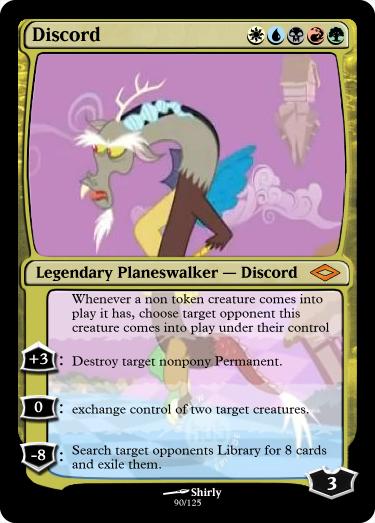 Discord
Legendary Planeswalker — Discord
Whenever a non token creature comes into
play it has, choose target opponent this
creature comes into play under their control
+3: Destroy target nonpony Permanent.
0: exchange control of two target creatures.
-8: Search target opponents Library for 8 cards
and exile them.
3
Shirly
90/125